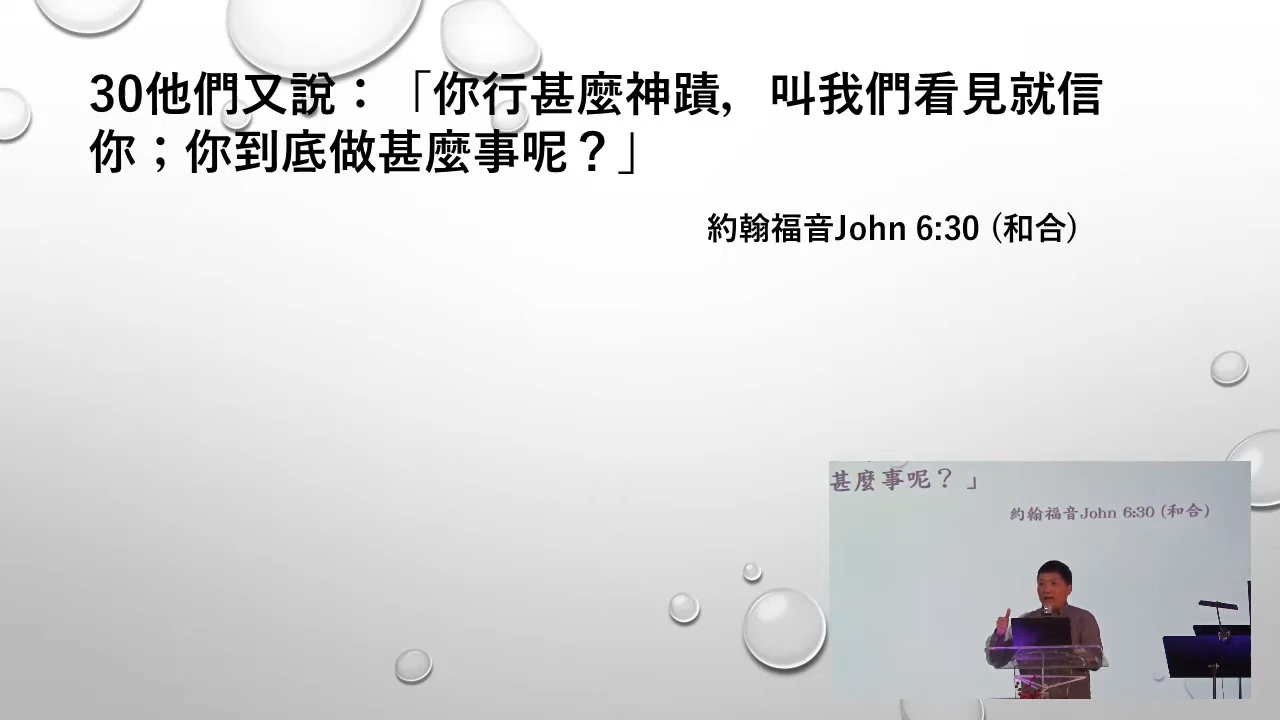 30他們又說：「你行甚麼神蹟，叫我們看見就信
你；你到底做甚麼事呢？」
約翰福音John 6:30 (和合)
甚麼事呢？」
約翰福音John 6:30 (和合)